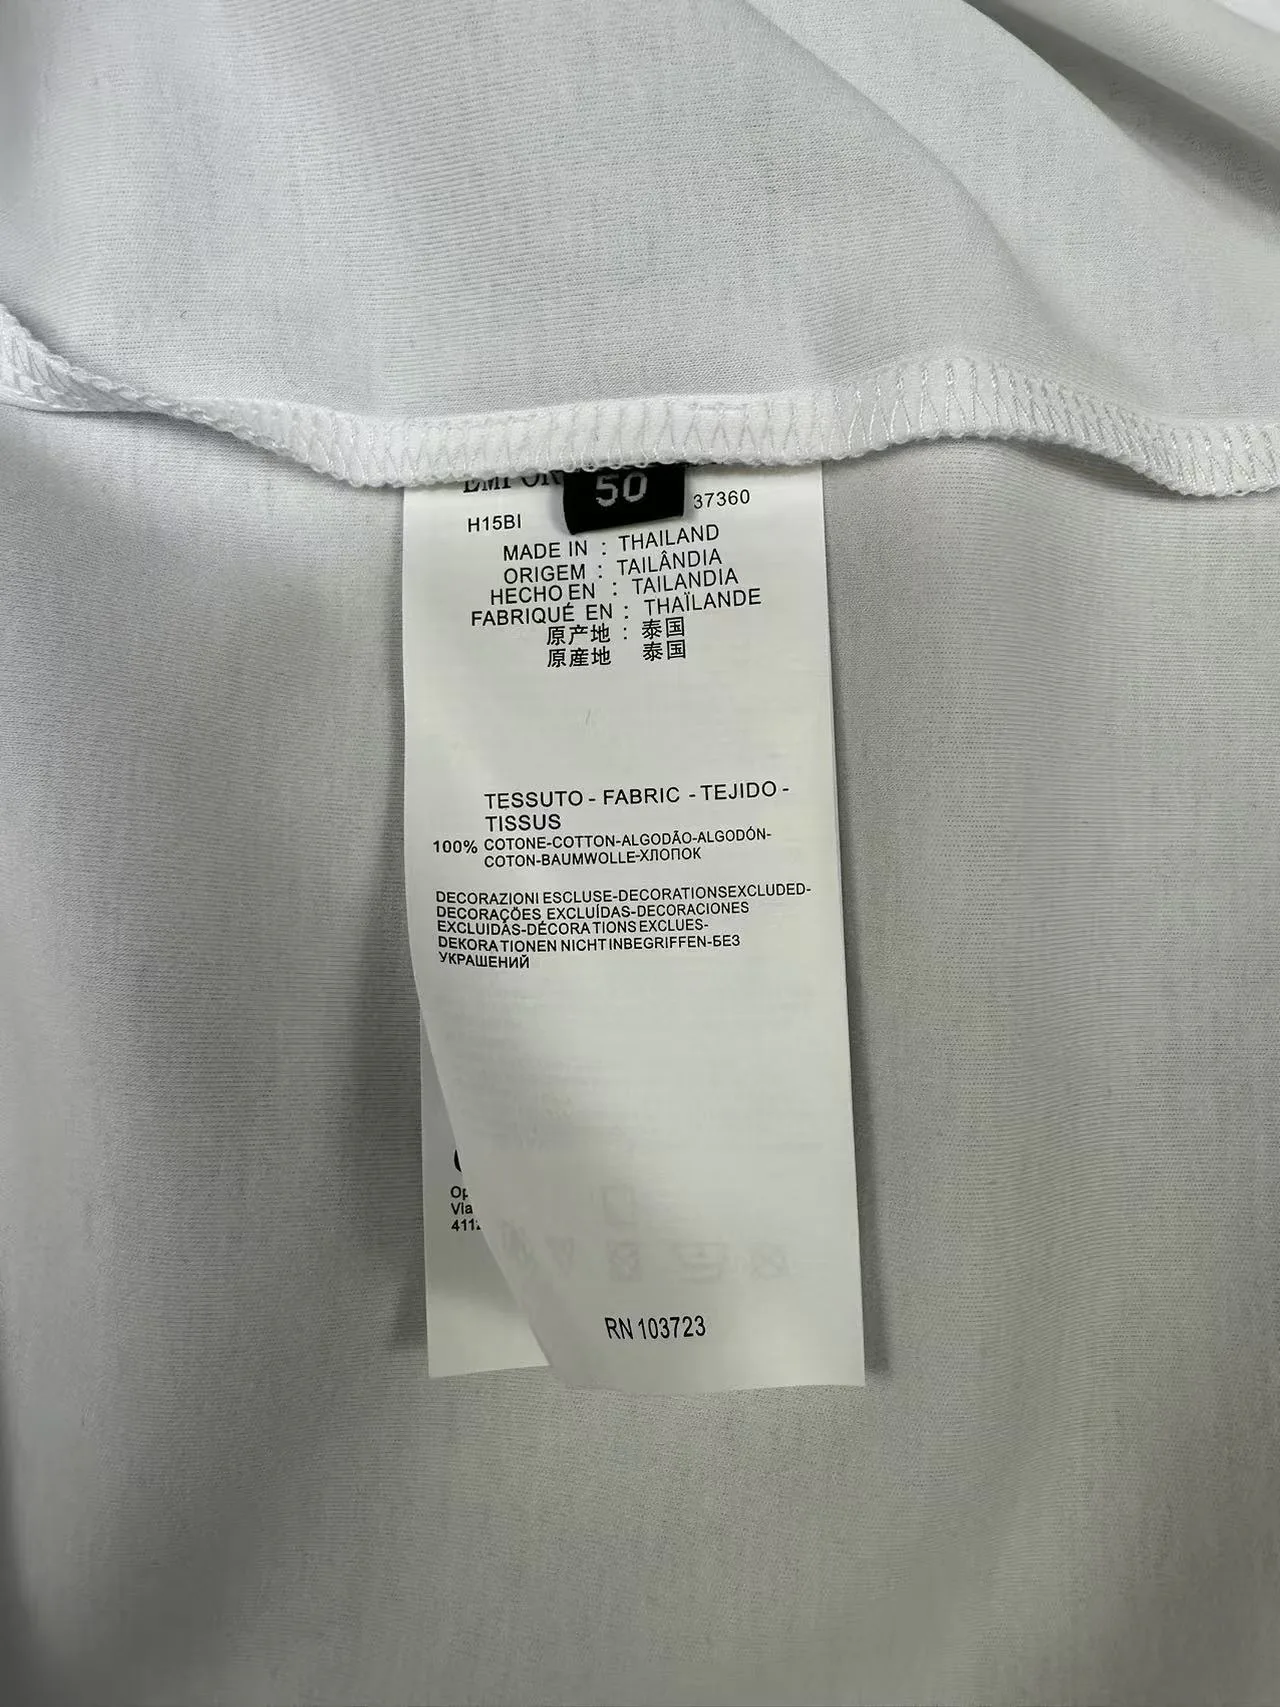 50
H15BI
37360
MADE IN : THAILAND
ORIGEM : TAILÂNDIA
HECHO EN : TAILANDIA
FABRIQUÉ EN : THAÏLANDE
原产地 : 泰国
原産地 泰国
TESSUTO - FABRIC - TEJIDO -
TISSUS
100% COTONE-COTTON-ALGODÃO-ALGODÓN-
COTON-BAUMWOLLE-ХЛОПОК
DECORAZIONI ESCLUSE-DECORATIONSEXCLUDED-
DECORAÇÕES EXCLUÍDAS-DECORACIONES
EXCLUIDAS-DÉCORATIONS EXCLUES-
DEKORATIONEN NICHT INBEGRIFFEN-БЕЗ
УКРАШЕНИЙ
Via
RN 103723